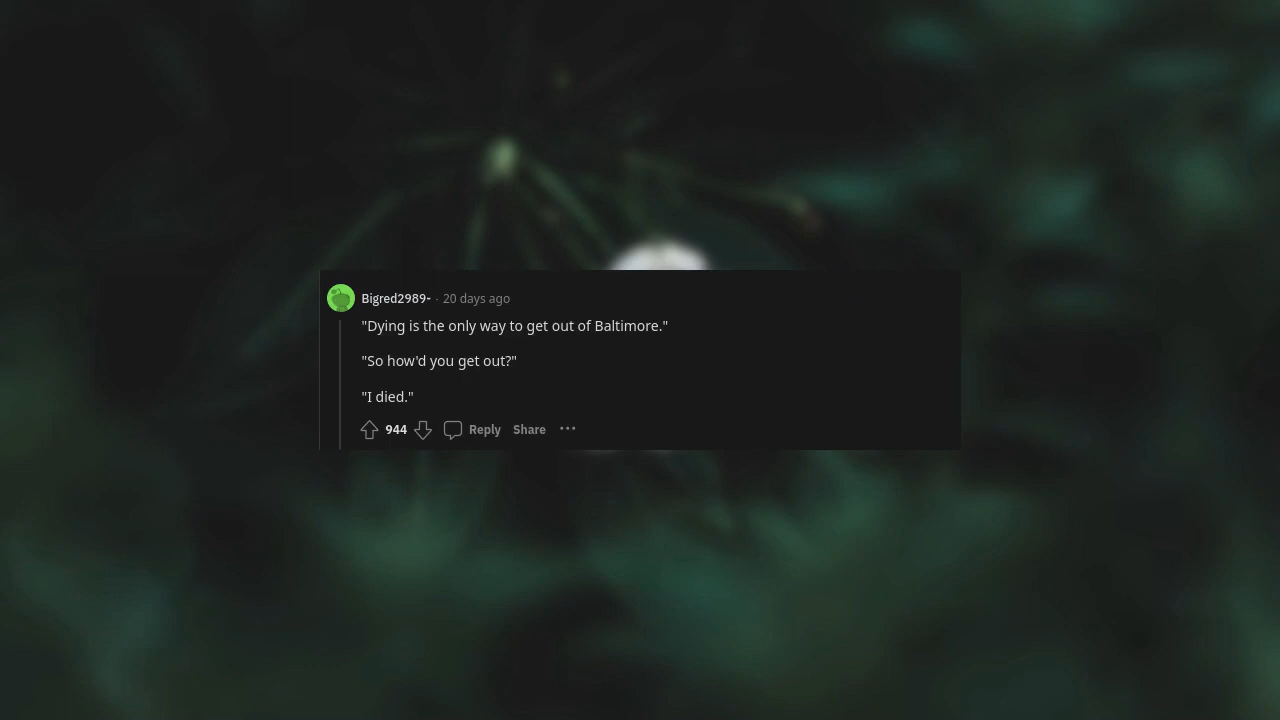 Bigred2989- · 20 days ago
"Dying is the only way to get out of Baltimore."
"So how'd you get out?"
"I died."
944 Reply Share ···